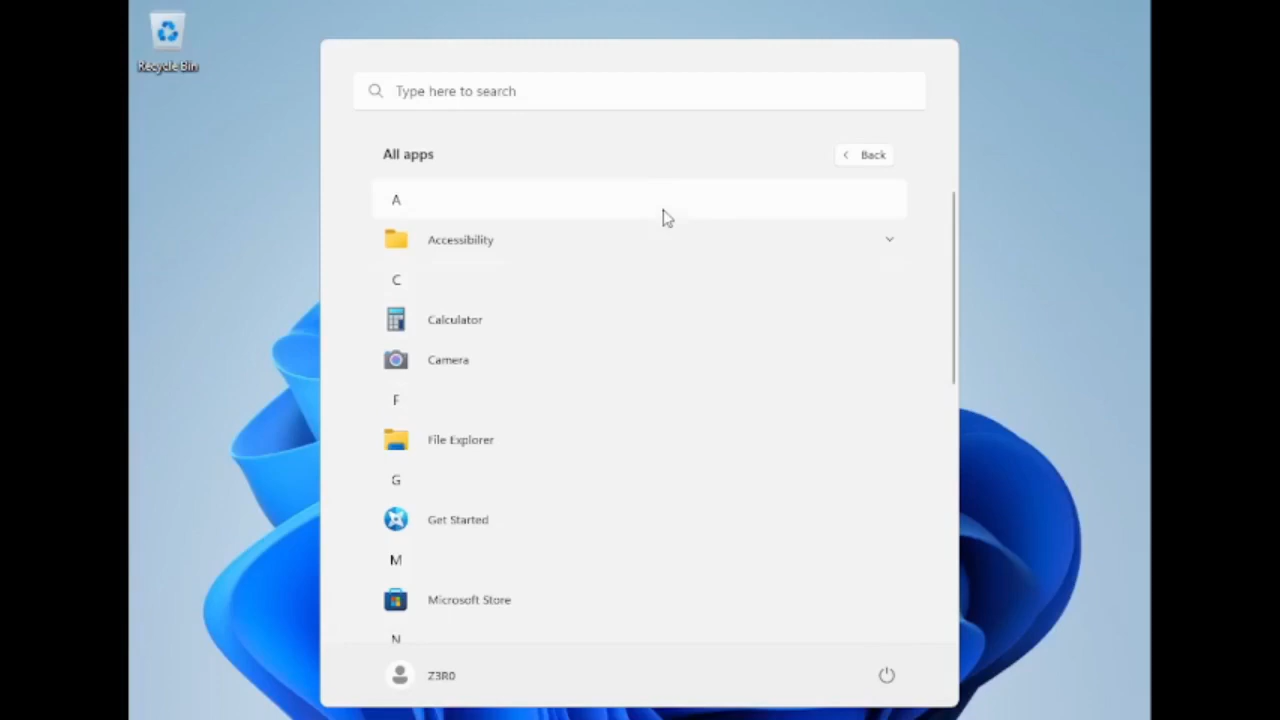 Recycle Bin
Type here to search
All apps
Back
A
Accessibility
C
Calculator
Camera
F
File Explorer
G
Get Started
M
Microsoft Store
N
Z3R0